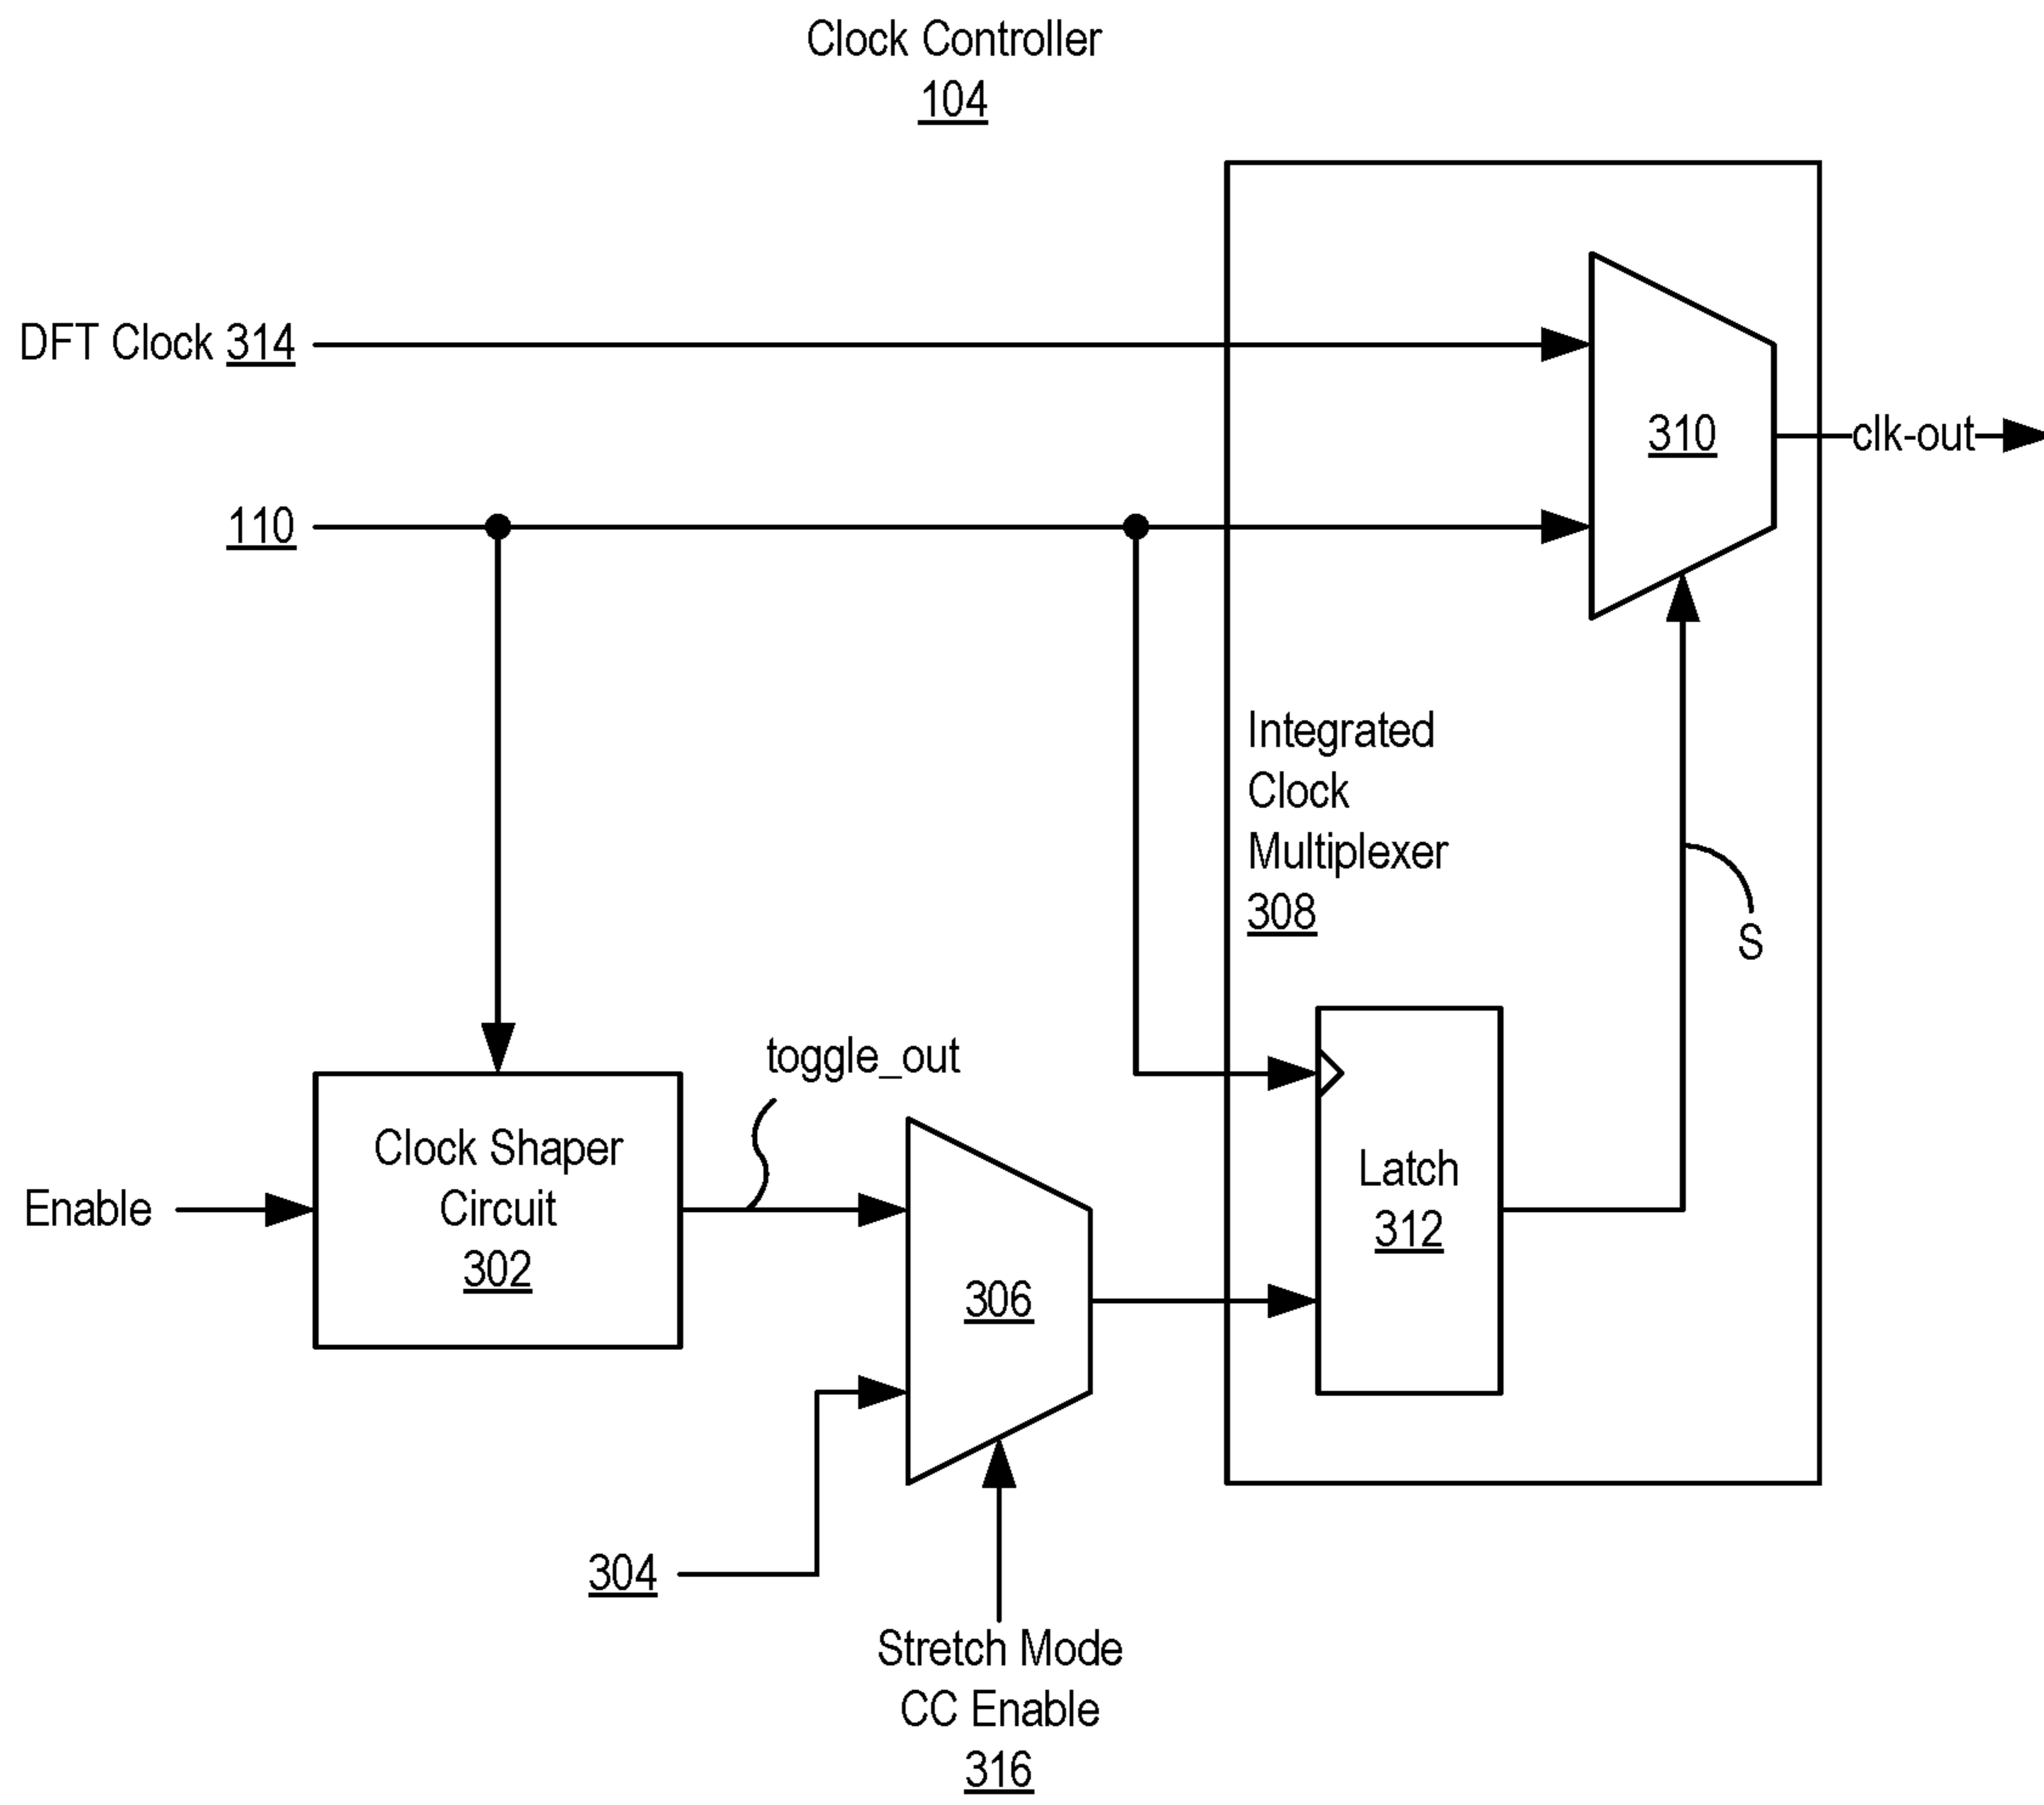 Clock Controller
104
DFT Clock 314
310
clk-out
110
Integrated
Clock
Multiplexer
308
S
toggle_out
Clock Shaper
Circuit
302
Enable
Latch
312
306
304
Stretch Mode
CC Enable
316